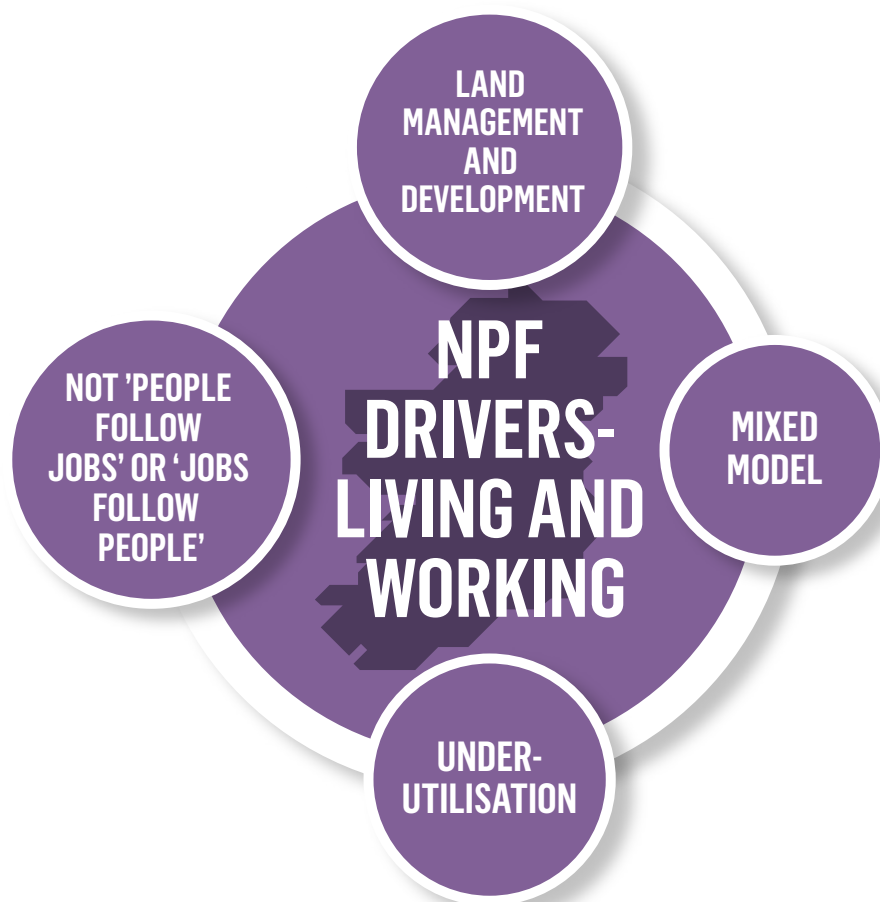 LAND
MANAGEMENT
AND
DEVELOPMENT
NPF
DRIVERS-
LIVING AND
WORKING
NOT 'PEOPLE
FOLLOW
JOBS' OR ‘JOBS
FOLLOW
PEOPLE’
MIXED
MODEL
UNDER-
UTILISATION